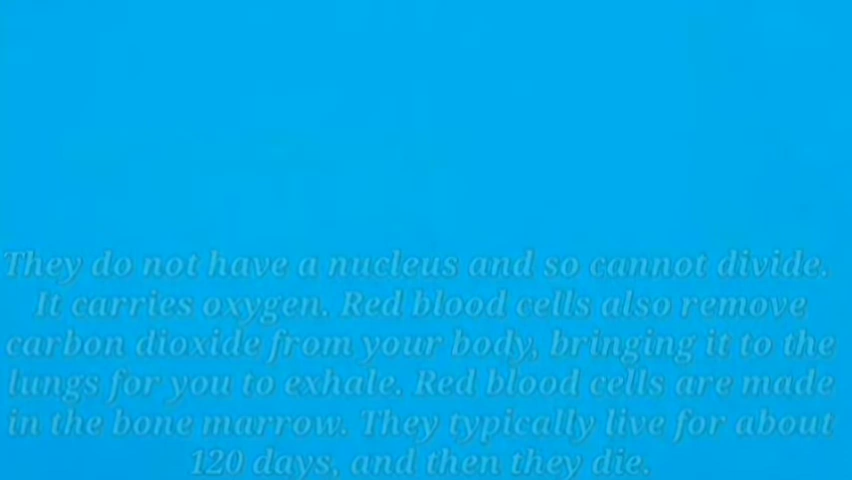 They do not have a nucleus and so cannot divide.
It carries oxygen. Red blood cells also remove
carbon dioxide from your body, bringing it to the
lungs for you to exhale. Red blood cells are made
in the bone marrow. They typically live for about
120 days, and then they die.